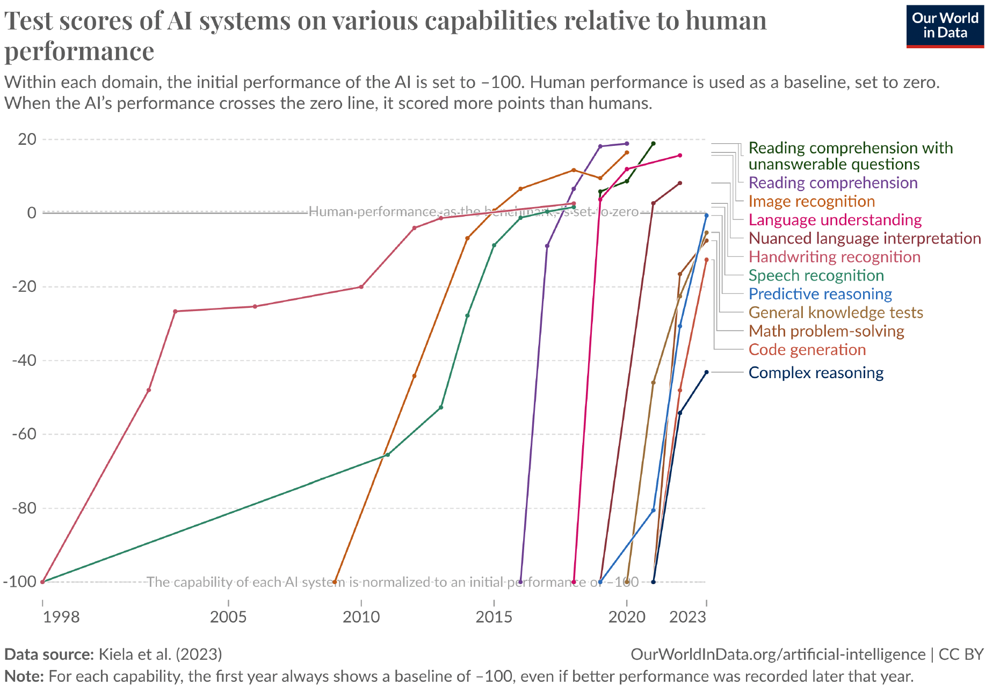 Test scores of AI systems on various capabilities relative to human
performance
Our World
in Data
Within each domain, the initial performance of the AI is set to –100. Human performance is used as a baseline, set to zero.
When the AI’s performance crosses the zero line, it scored more points than humans.
20
0
-20
-40
-60
-80
-100
Human performance, as the benchmark, is set to zero
The capability of each AI system is normalized to an initial performance of –100
Reading comprehension with
unanswerable questions
Reading comprehension
Image recognition
Language understanding
Nuanced language interpretation
Handwriting recognition
Speech recognition
Predictive reasoning
General knowledge tests
Math problem-solving
Code generation
Complex reasoning
1998
2005
2010
2015
2020
2023
Data source: Kiela et al. (2023)
OurWorldInData.org/artificial-intelligence | CC BY
Note: For each capability, the first year always shows a baseline of –100, even if better performance was recorded later that year.